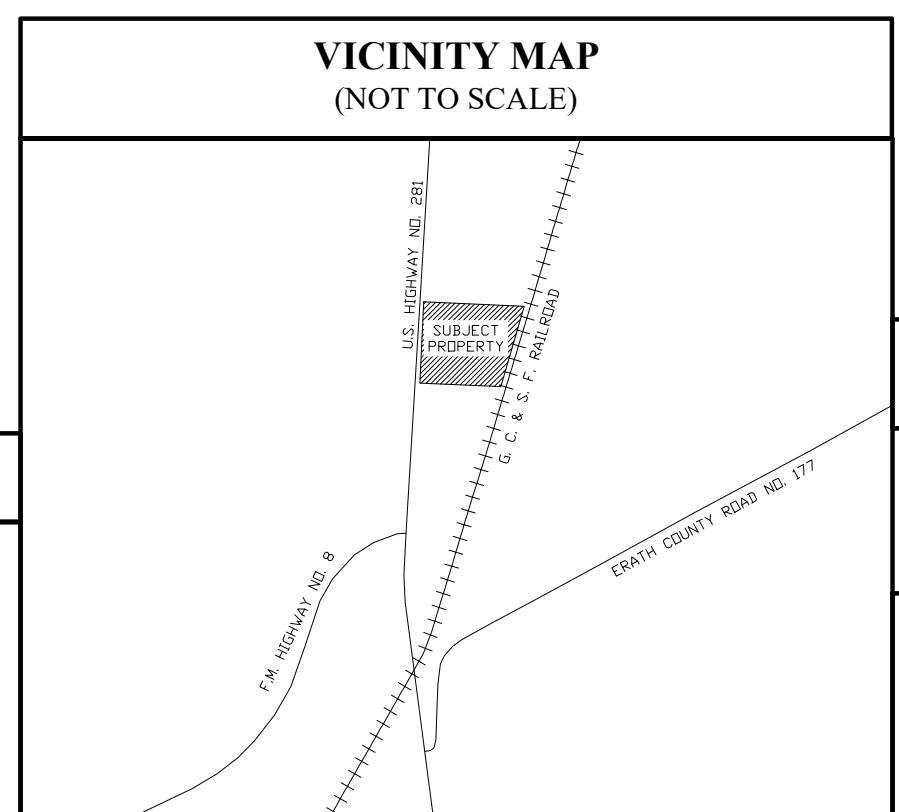 VICINITY MAP
(NOT TO SCALE)
U.S. HIGHWAY NO. 281
SUBJECT
PROPERTY
G. C. & S. F. RAILROAD
ERATH COUNTY ROAD NO. 177
F.M. HIGHWAY NO. 8